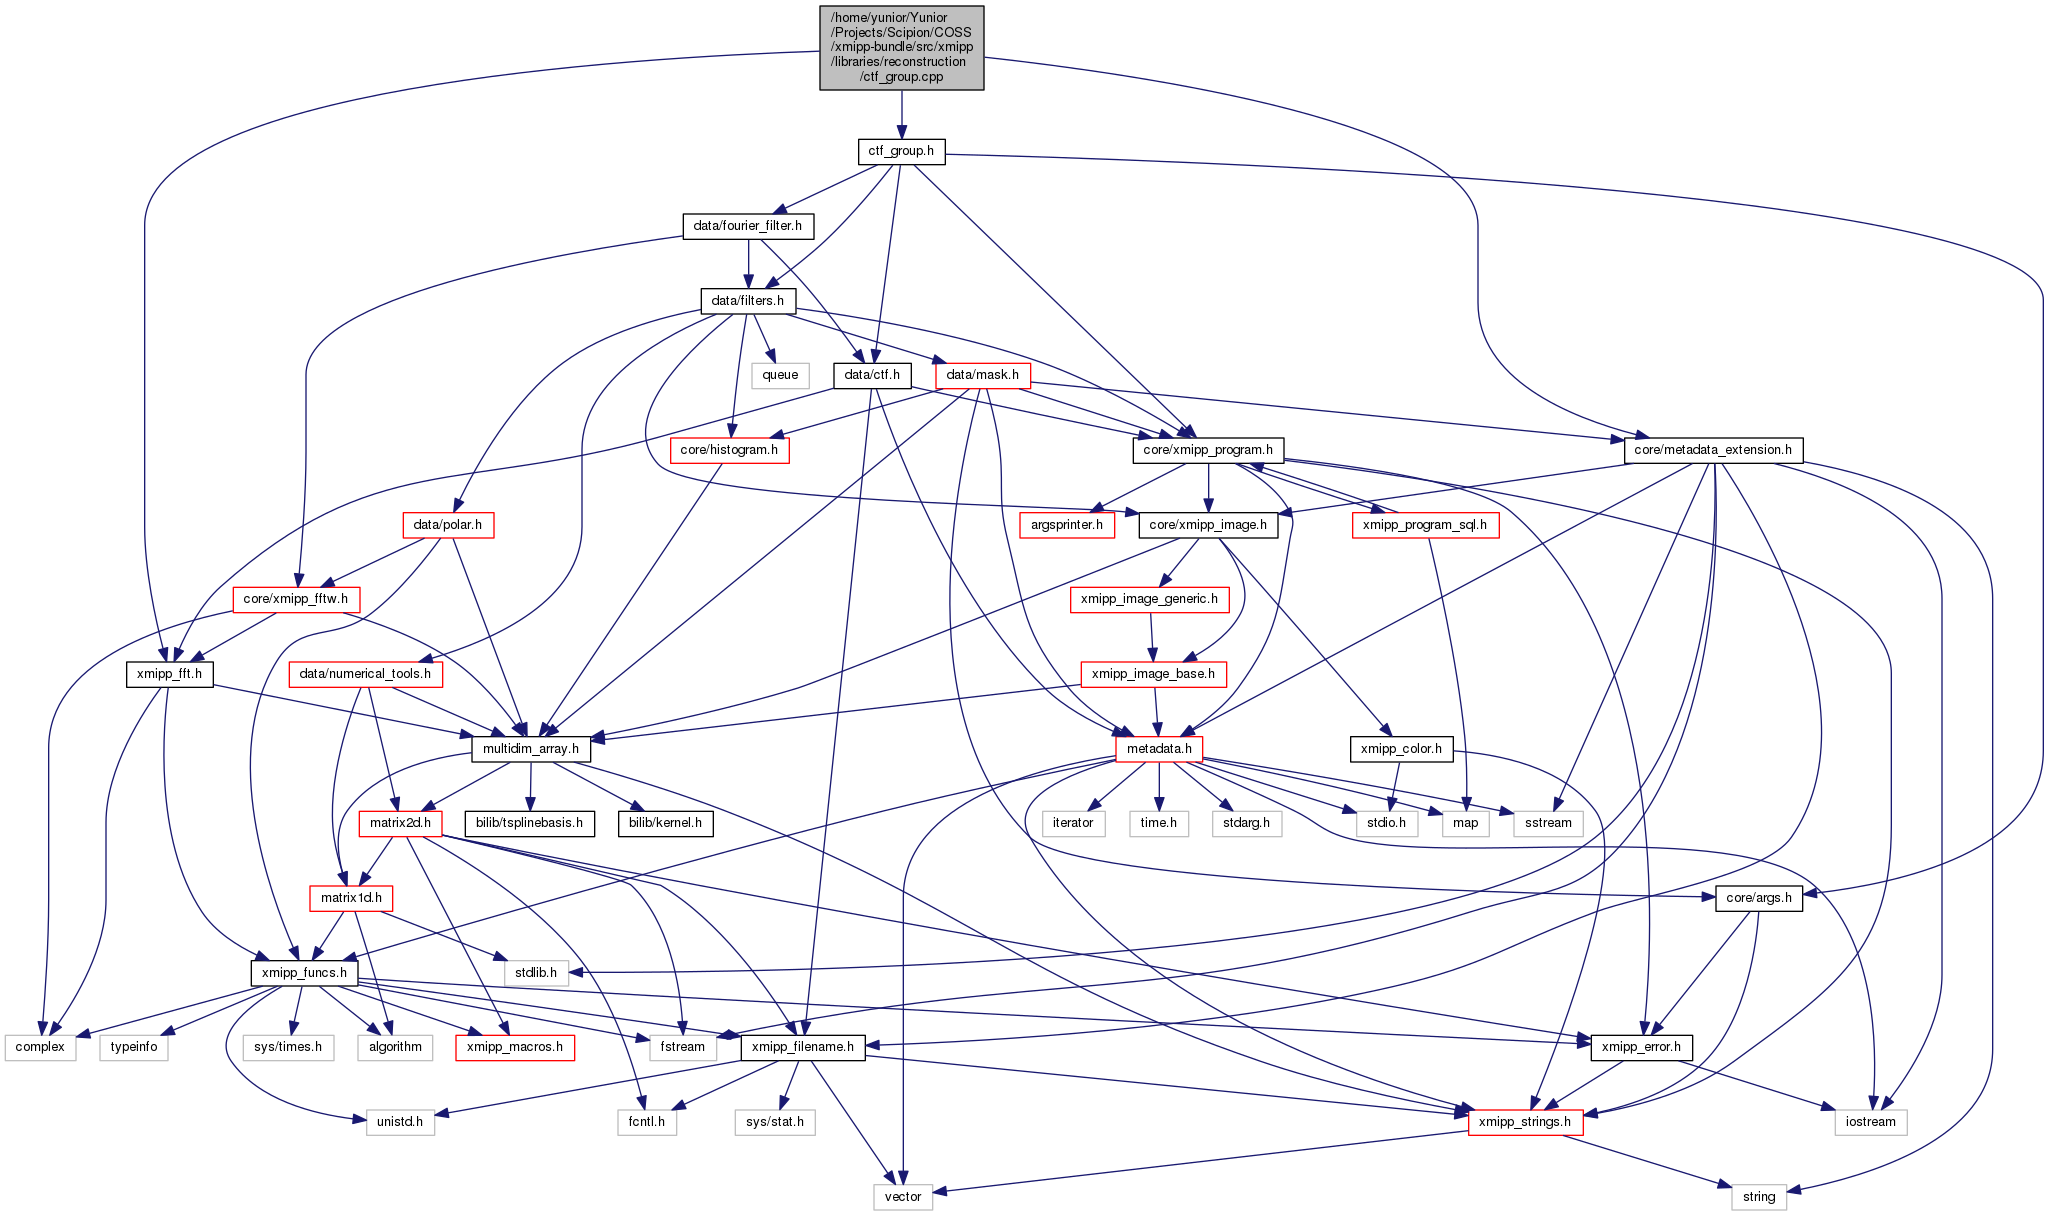 /home/yunior/Yunior
/Projects/Scipion/COSS
/xmipp-bundle/src/xmipp
/libraries/reconstruction
/ctf_group.cpp
ctf_group.h
data/fourier_filter.h
data/filters.h
queue
data/ctf.h
data/mask.h
core/histogram.h
core/xmipp_program.h
core/metadata_extension.h
data/polar.h
argsprinter.h
core/xmipp_image.h
xmipp_program_sql.h
core/xmipp_fftw.h
xmipp_image_generic.h
xmipp_fft.h
data/numerical_tools.h
xmipp_image_base.h
multidim_array.h
metadata.h
xmipp_color.h
matrix2d.h
bilib/tsplinebasis.h
bilib/kernel.h
iterator
time.h
stdarg.h
stdio.h
map
sstream
matrix1d.h
core/args.h
xmipp_funcs.h
stdlib.h
complex
typeinfo
sys/times.h
algorithm
xmipp_macros.h
fstream
xmipp_filename.h
xmipp_error.h
unistd.h
fcntl.h
sys/stat.h
xmipp_strings.h
iostream
vector
string